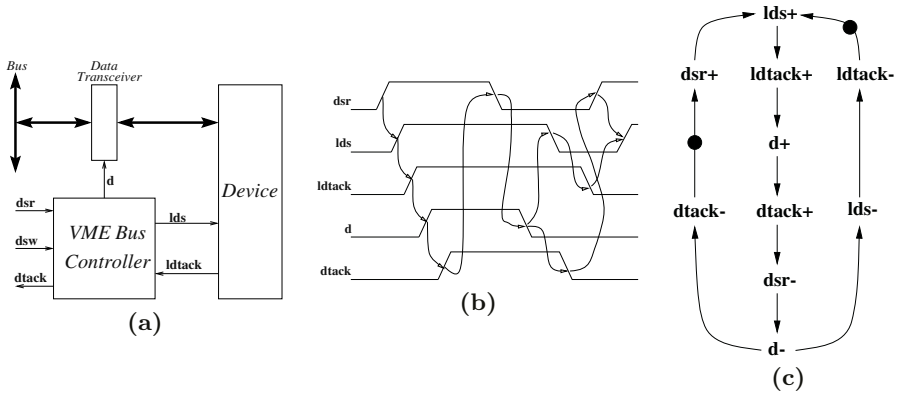 Bus
Data
Transceiver
d
dsr
dsw
dtack
VME Bus
Controller
lds
ldtack
Device
(a)
dsr
lds
ldtack
d
dtack
(b)
lds+
dsr+
ldtack+
ldtack-
d+
dtack-
dtack+
lds-
dsr-
d-
(c)